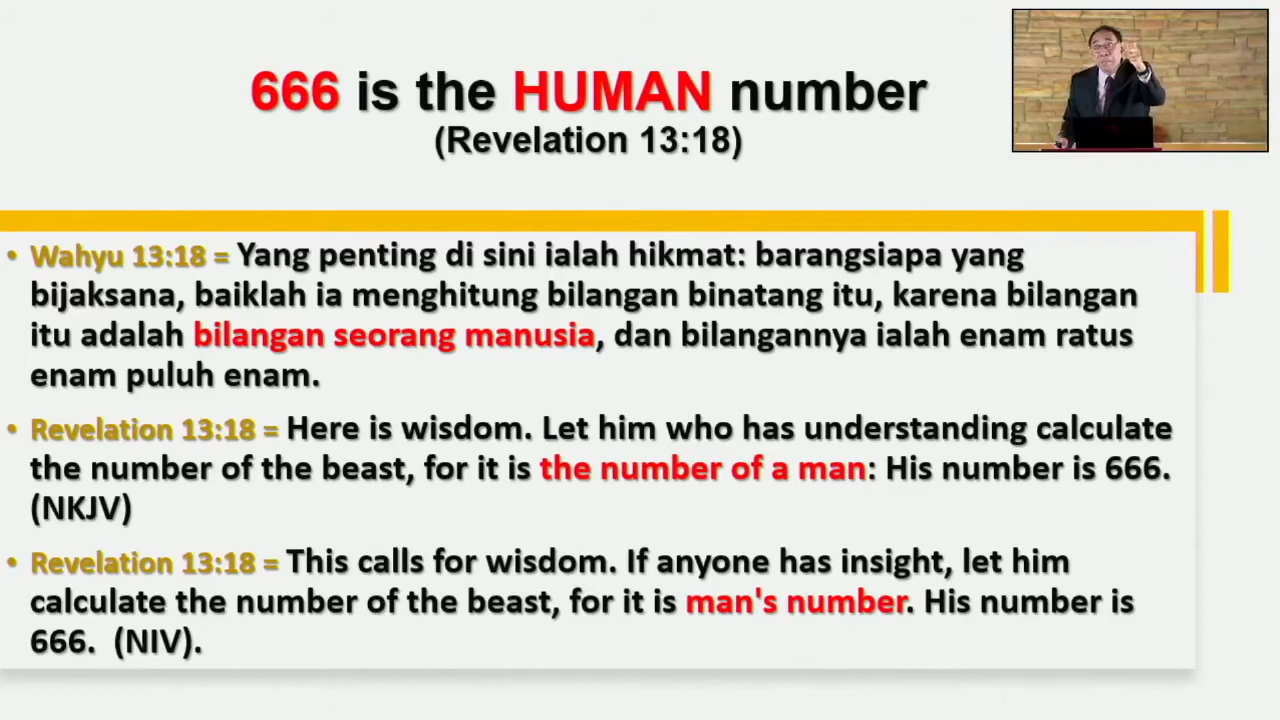 666 is the HUMAN number
(Revelation 13:18)
• Wahyu 13:18 = Yang penting di sini ialah hikmat: barangsiapa yang
bijaksana, baiklah ia menghitung bilangan binatang itu, karena bilangan
itu adalah bilangan seorang manusia, dan bilangannya ialah enam ratus
enam puluh enam.
• Revelation 13:18 = Here is wisdom. Let him who has understanding calculate
the number of the beast, for it is the number of a man: His number is 666.
(NKJV)
• Revelation 13:18 = This calls for wisdom. If anyone has insight, let him
calculate the number of the beast, for it is man's number. His number is
666. (NIV).